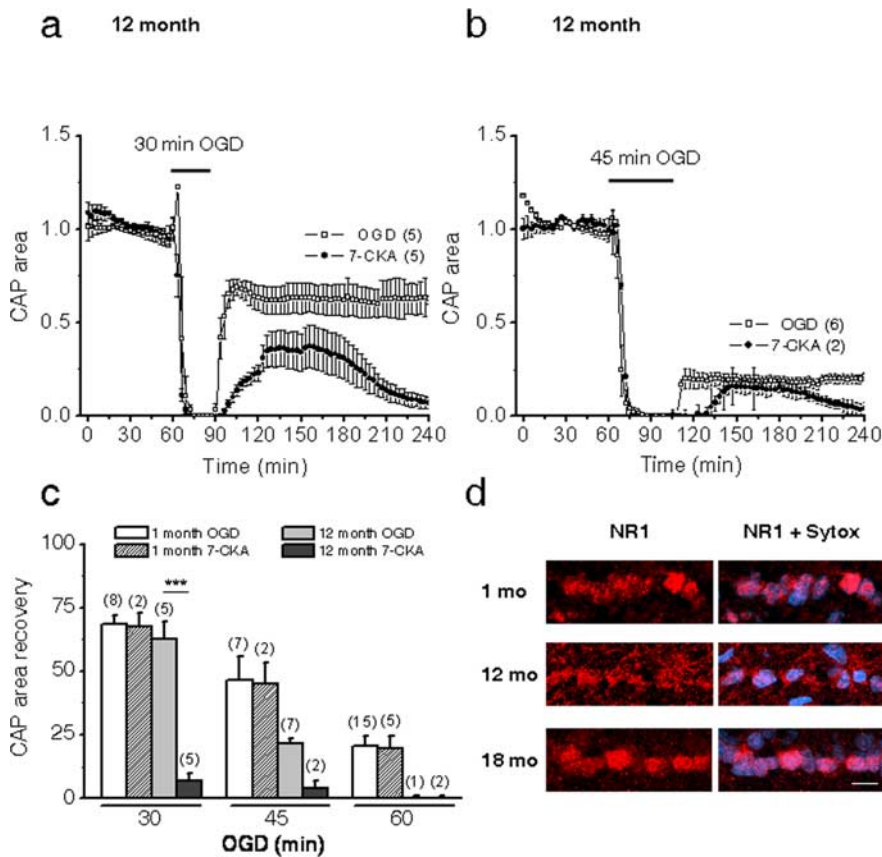 a 12 month
1.5
1.0
0.5
0.0
CAP area
30 min OGD
OGD (5)
7-CKA (5)
0 30 60 90 120 150 180 210 240
Time (min)
b 12 month
1.5
1.0
0.5
0.0
CAP area
45 min OGD
OGD (6)
7-CKA (2)
0 30 60 90 120 150 180 210 240
Time (min)
c
100
75
50
25
0
CAP area recovery
1 month OGD
1 month 7-CKA
12 month OGD
12 month 7-CKA
***
(8) (2) (5) (5)
(7) (2) (7) (2)
(15) (5) (1) (2)
30 45 60
OGD (min)
d
NR1 NR1 + Sytox
1 mo
12 mo
18 mo